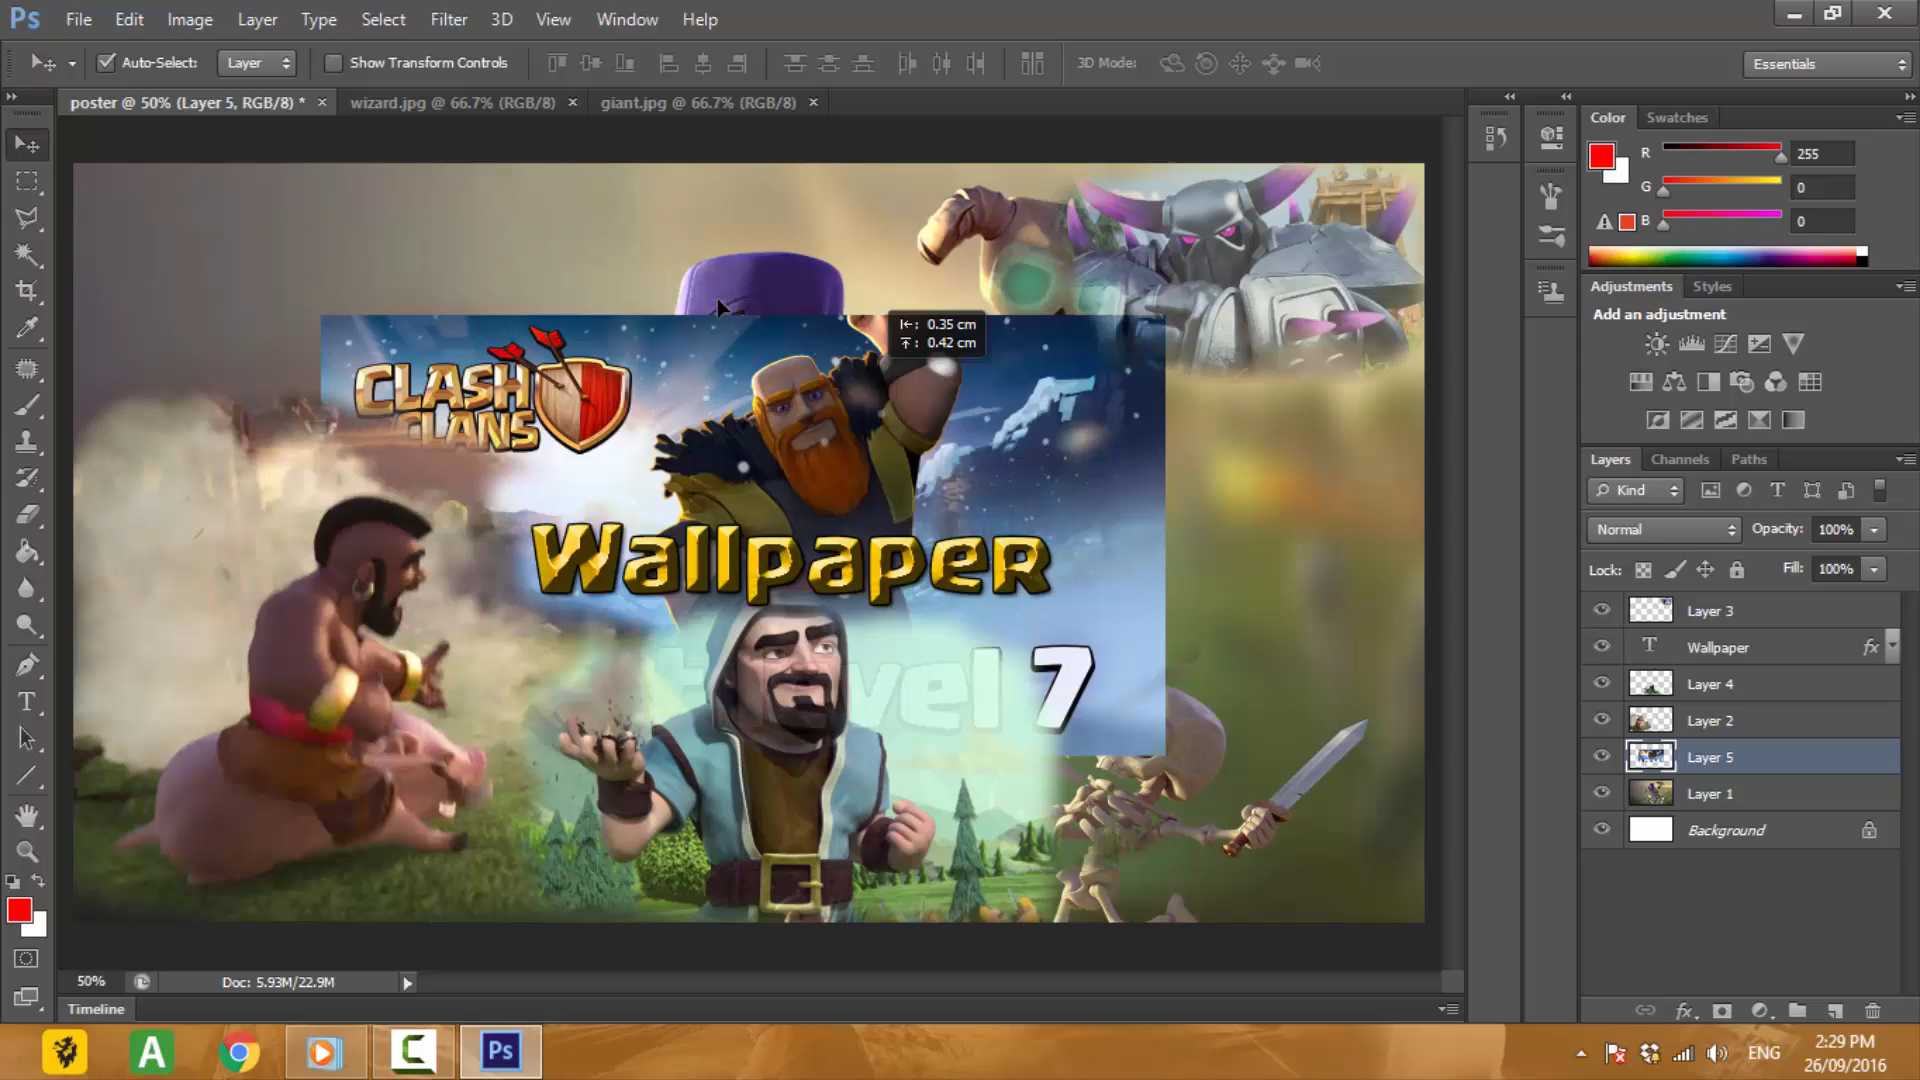 Ps File Edit Image Layer Type Select Filter 3D View Window Help
Auto-Select: Layer Show Transform Controls 3D Mode: Essentials
poster @ 50% (Layer 5, RGB/8) * × wizard.jpg @ 66.7% (RGB/8) × giant.jpg @ 66.7% (RGB/8) ×
Color Swatches
R 255
G 0
B 0
Adjustments Styles
Add an adjustment
0.35 cm
0.42 cm
CLASH
CLANS
Wallpaper
Level 7
Layers Channels Paths
Kind
Normal Opacity: 100%
Lock: Fill: 100%
Layer 3
T Wallpaper fx
Layer 4
Layer 2
Layer 5
Layer 1
Background
50% Doc: 5.93M/22.9M
Timeline
fx
A C Ps
ENG
2:29 PM
26/09/2016